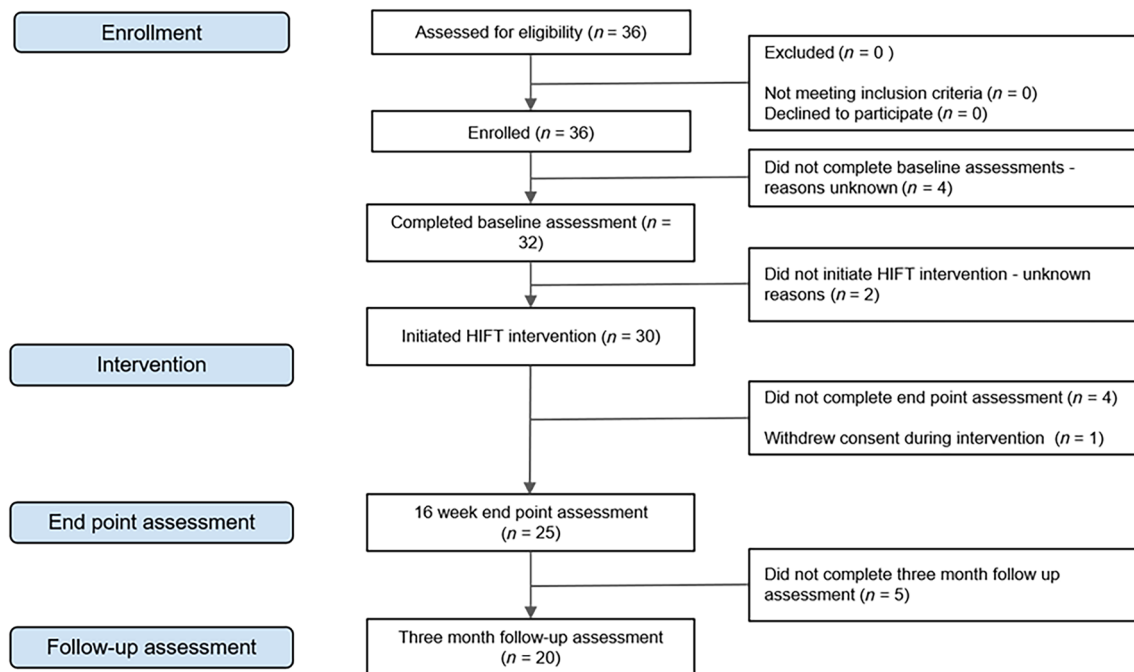 Enrollment
Assessed for eligibility (n = 36)
Excluded (n = 0 )
Not meeting inclusion criteria (n = 0)
Declined to participate (n = 0)
Enrolled (n = 36)
Did not complete baseline assessments -
reasons unknown (n = 4)
Completed baseline assessment (n =
32)
Did not initiate HIFT intervention - unknown
reasons (n = 2)
Initiated HIFT intervention (n = 30)
Intervention
Did not complete end point assessment (n = 4)
Withdrew consent during intervention (n = 1)
End point assessment
16 week end point assessment
(n = 25)
Did not complete three month follow up
assessment (n = 5)
Follow-up assessment
Three month follow-up assessment
(n = 20)